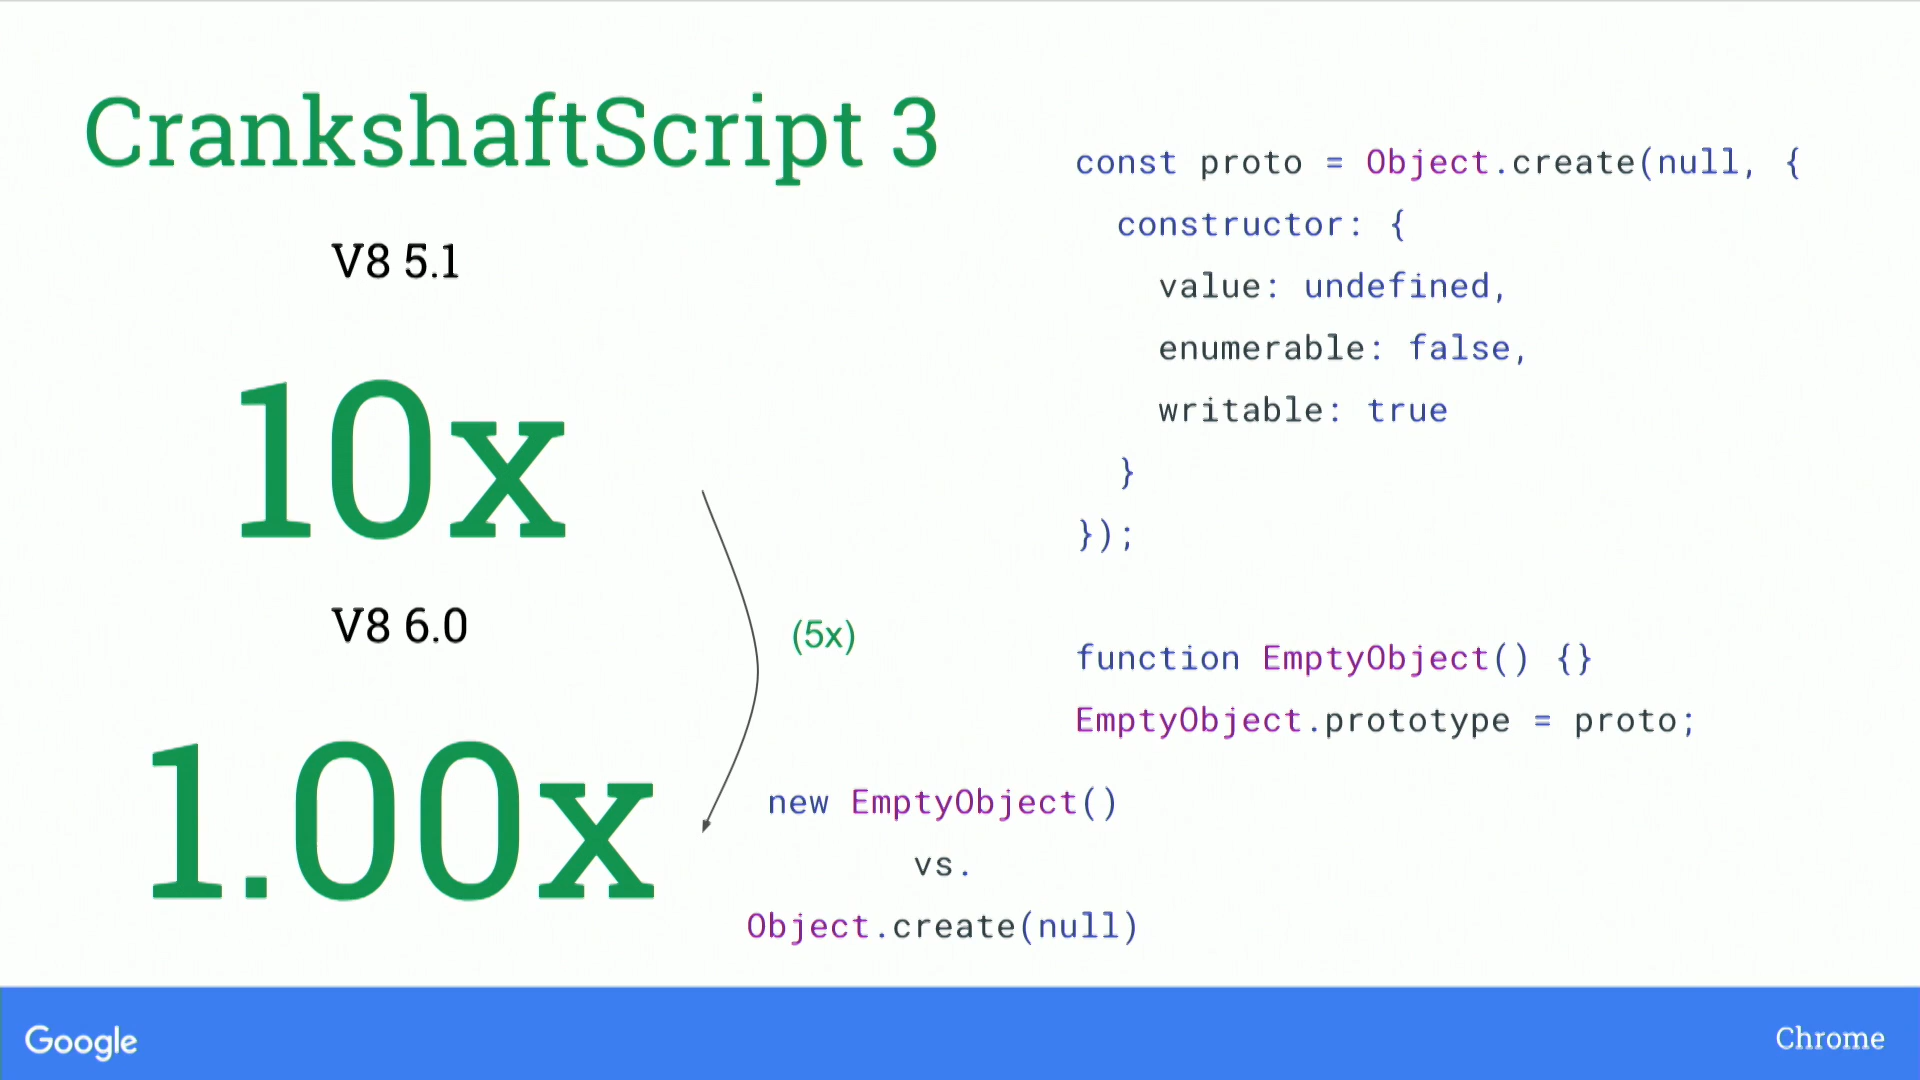 CrankshaftScript 3
V8 5.1
10x
V8 6.0
1.00x
(5x)
new EmptyObject()
vs.
Object.create(null)
const proto = Object.create(null, {
  constructor: {
    value: undefined,
    enumerable: false,
    writable: true
  }
});
function EmptyObject() {}
EmptyObject.prototype = proto;
Google
Chrome